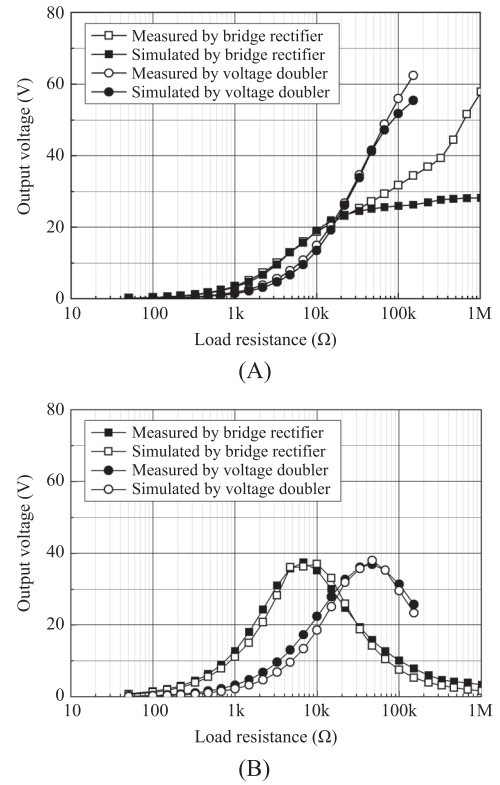 80
60
40
20
0
Output voltage (V)
Measured by bridge rectifier
Simulated by bridge rectifier
Measured by voltage doubler
Simulated by voltage doubler
10 100 1k 10k 100k 1M
Load resistance (Ω)
(A)
80
60
40
20
0
Output voltage (V)
Measured by bridge rectifier
Simulated by bridge rectifier
Measured by voltage doubler
Simulated by voltage doubler
10 100 1k 10k 100k 1M
Load resistance (Ω)
(B)